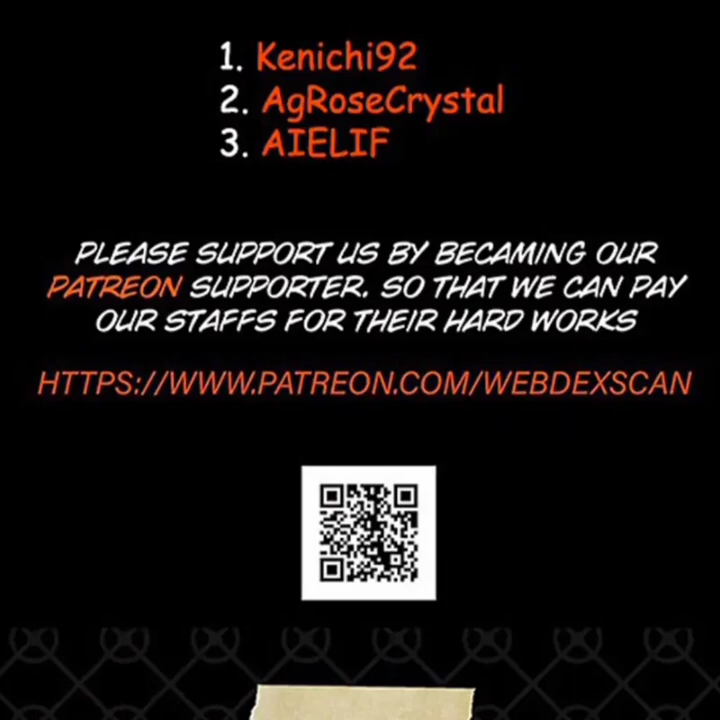 1. Kenichi92
2. AgRoseCrystal
3. AIELIF
PLEASE SUPPORT US BY BECAMING OUR
PATREON SUPPORTER. SO THAT WE CAN PAY
OUR STAFFS FOR THEIR HARD WORKS
HTTPS://WWW.PATREON.COM/WEBDEXSCAN